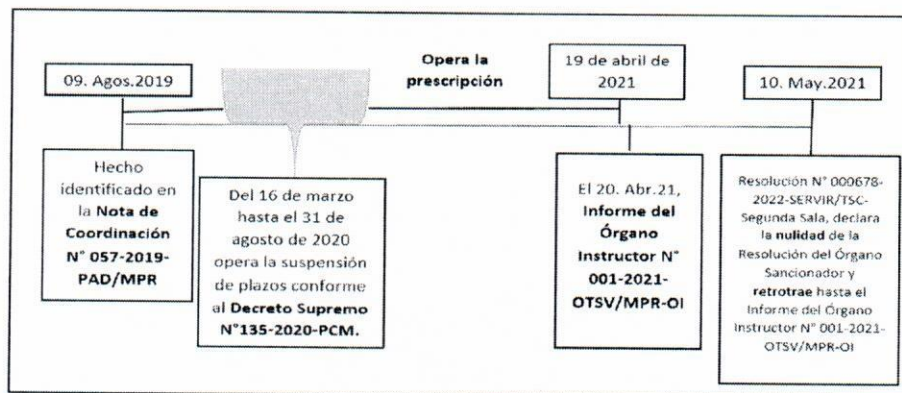 Opera la
prescripción
09. Agos.2019
19 de abril de
2021
10. May.2021
Hecho
identificado en
la Nota de
Coordinación
N° 057-2019-
PAD/MPR
Del 16 de marzo
hasta el 31 de
agosto de 2020
opera la suspensión
de plazos conforme
al Decreto Supremo
N°135-2020-PCM.
El 20. Abr.21,
Informe del
Órgano
Instructor N°
001-2021-
OTSV/MPR-OI
Resolución N° 000678-
2022-SERVIR/TSC-
Segunda Sala, declara
la nulidad de la
Resolución del Órgano
Sancionador y
retrotrae hasta el
Informe del Órgano
Instructor N° 001-2021-
OTSV/MPR-OI